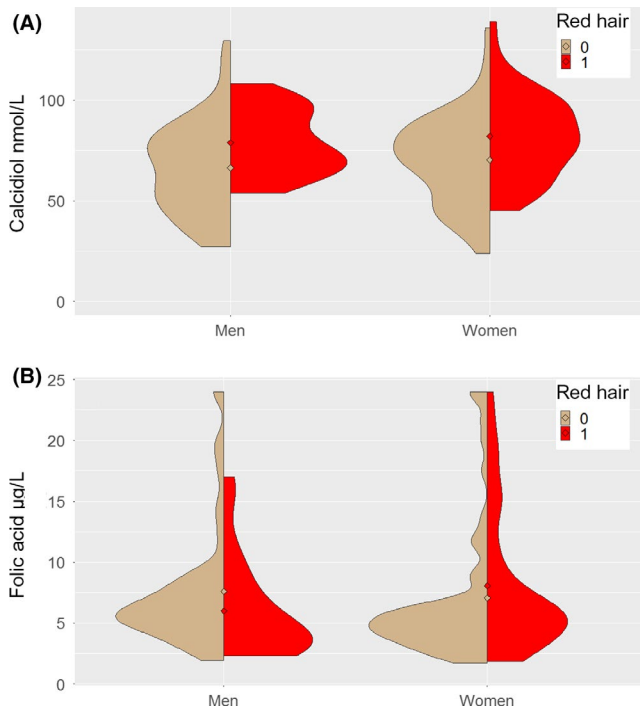 (A)
Red hair
0
1
Calcidiol nmol/L
100
50
0
Men
Women
(B)
Red hair
0
1
Folic acid µg/L
25
20
15
10
5
0
Men
Women